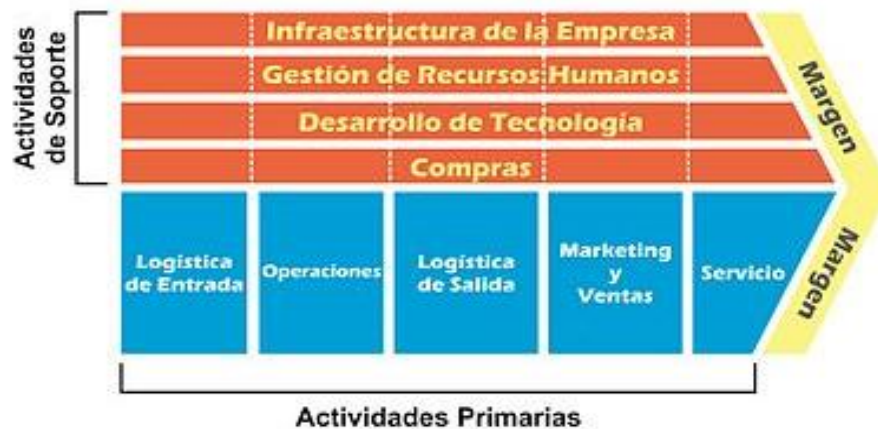 Actividades
de Soporte
Infraestructura de la Empresa
Gestión de Recursos Humanos
Desarrollo de Tecnología
Compras
Margen
Margen
Logística
de Entrada
Operaciones
Logística
de Salida
Marketing
y
Ventas
Servicio
Actividades Primarias